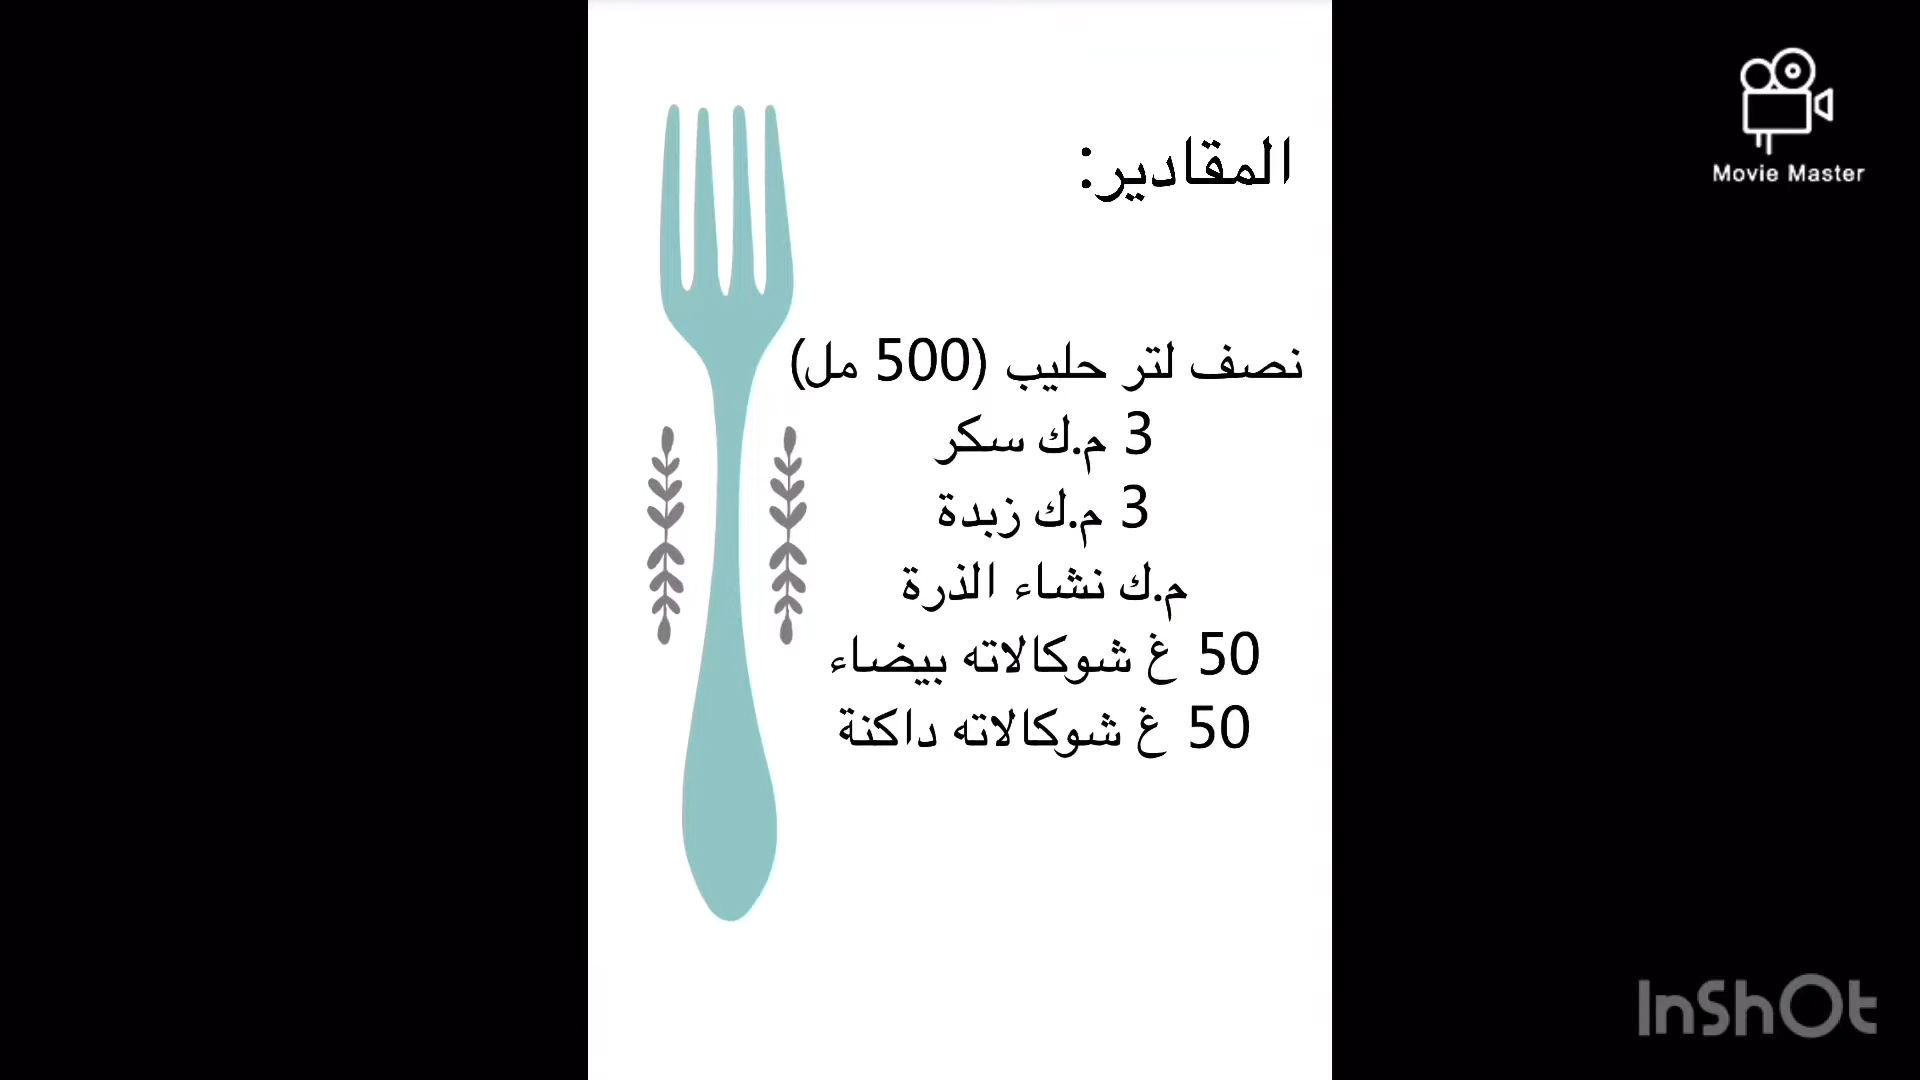 المقادير:
نصف لتر حليب (500 مل)
3 م.ك سكر
3 م.ك زبدة
م.ك نشاء الذرة
50 غ شوكالاته بيضاء
50 غ شوكالاته داكنة
Movie Master
InShOt